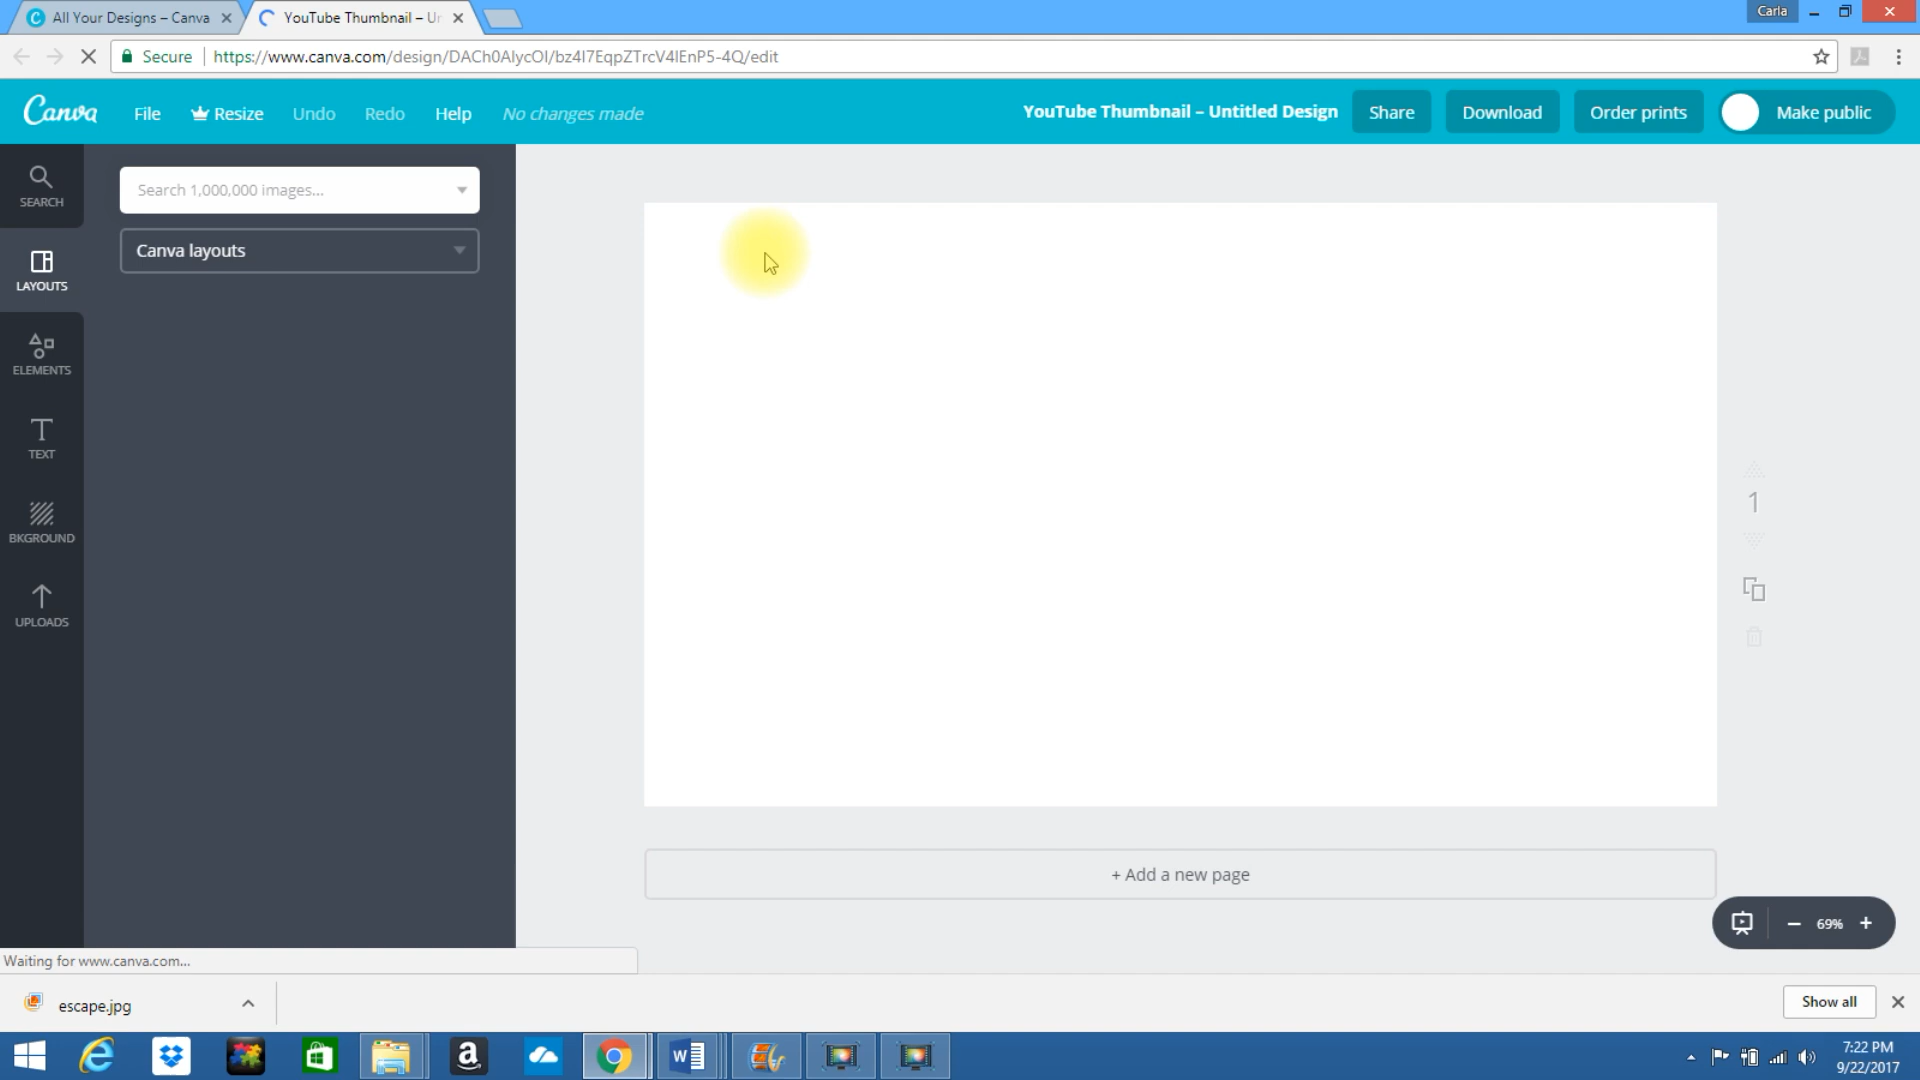 All Your Designs – Canva
YouTube Thumbnail – Un
Carla
Secure
https://www.canva.com/design/DACh0AlycOI/bz4I7EqpZTrcV4IEnP5-4Q/edit
Canva
File
Resize
Undo
Redo
Help
No changes made
YouTube Thumbnail – Untitled Design
Share
Download
Order prints
Make public
SEARCH
Search 1,000,000 images...
Canva layouts
LAYOUTS
ELEMENTS
TEXT
BKGROUND
UPLOADS
1
+ Add a new page
69%
Waiting for www.canva.com...
escape.jpg
Show all
7:22 PM
9/22/2017